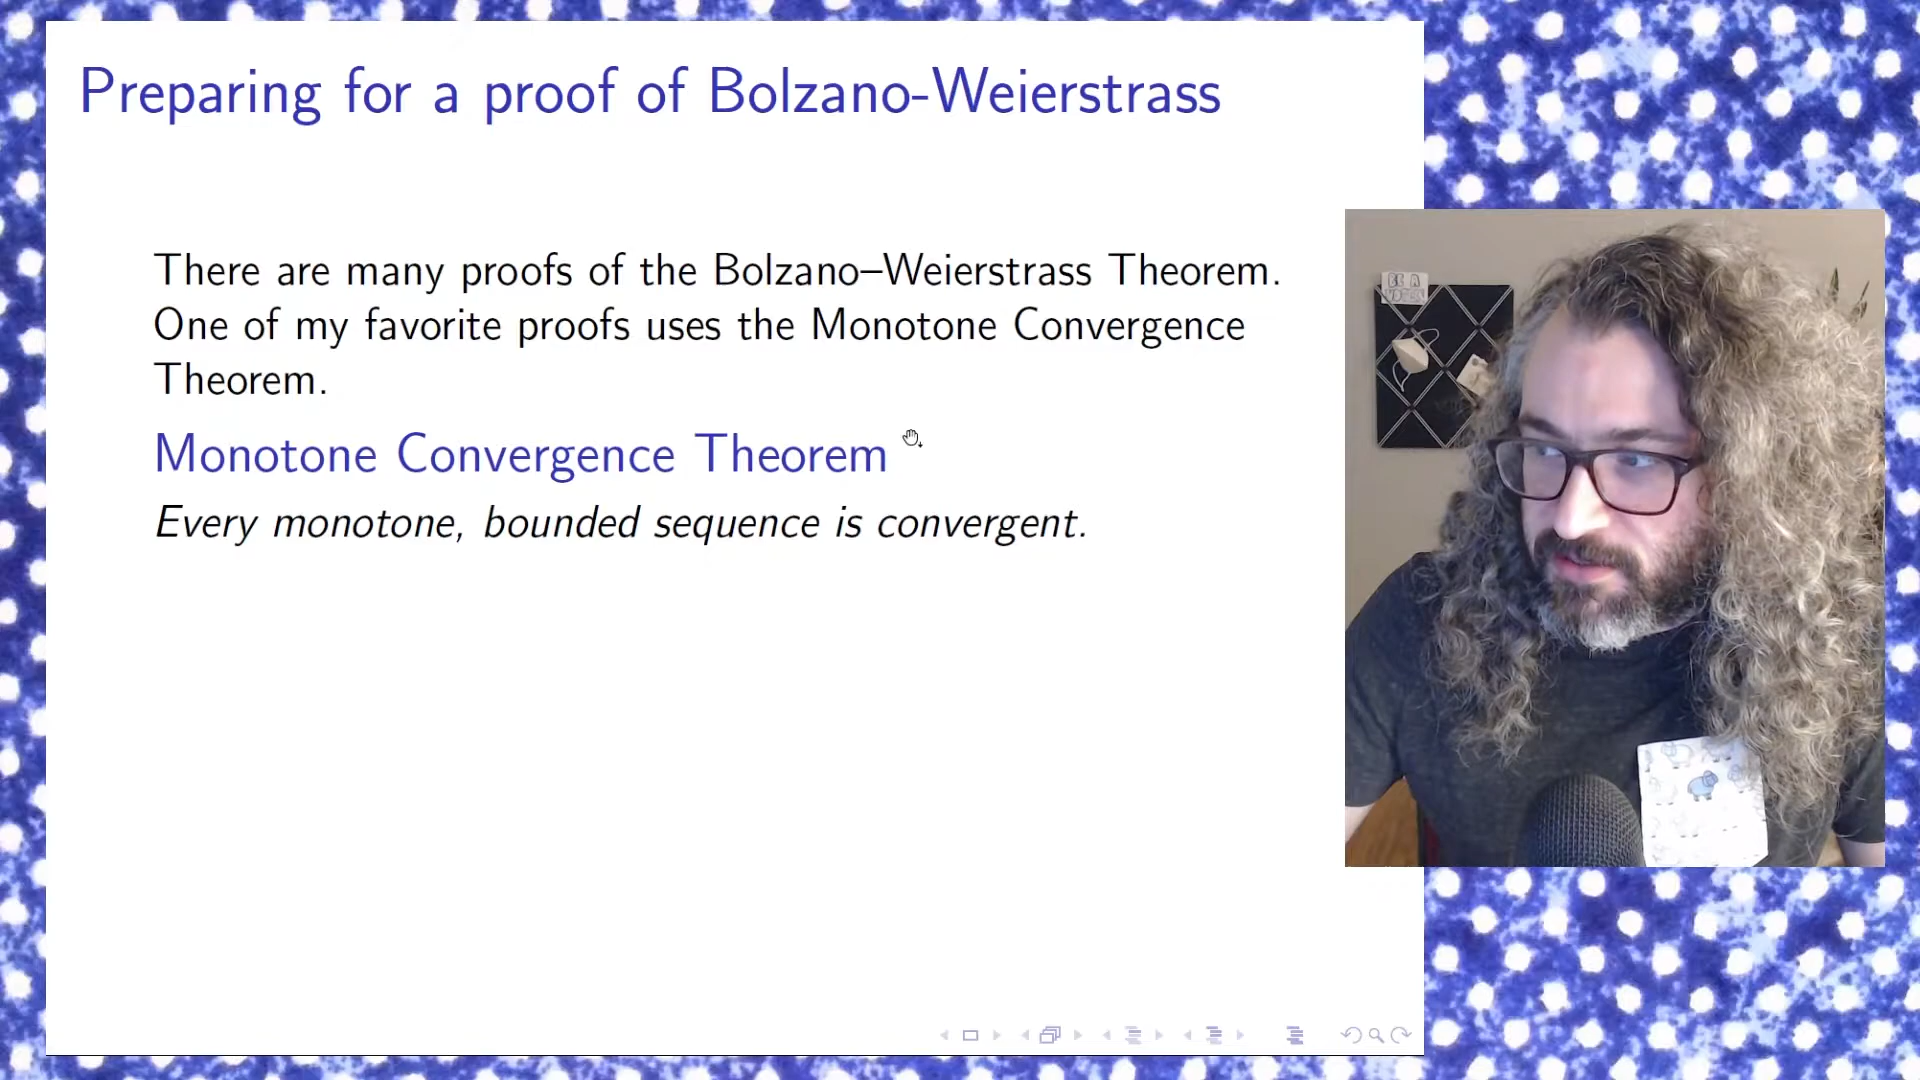 Preparing for a proof of Bolzano-Weierstrass
There are many proofs of the Bolzano–Weierstrass Theorem.
One of my favorite proofs uses the Monotone Convergence
Theorem.
Monotone Convergence Theorem
Every monotone, bounded sequence is convergent.
BE A